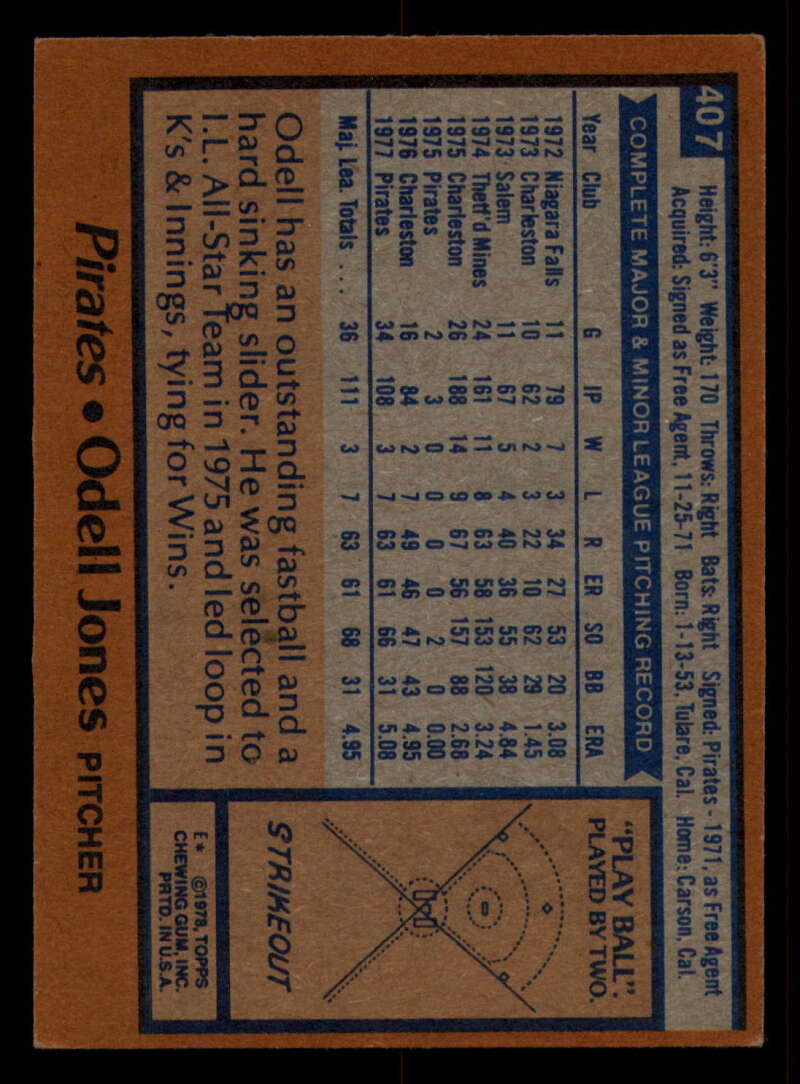 407
Height: 6'3" Weight: 170 Throws: Right Bats: Right Signed: Pirates - 1971, as Free Agent
Acquired: Signed as Free Agent, 11-25-71 Born: 1-13-53, Tulare, Cal. Home: Carson, Cal.
COMPLETE MAJOR & MINOR LEAGUE PITCHING RECORD
Year Club G IP W L R ER SO BB ERA
1972 Niagara Falls 11 79 7 3 34 27 53 20 3.08
1973 Charleston 10 62 2 3 22 10 62 29 1.45
1973 Salem 11 67 5 4 40 36 55 38 4.84
1974 Thett'd Mines 24 161 11 8 63 58 153 120 3.24
1975 Charleston 26 188 14 9 67 56 157 88 2.68
1975 Pirates 2 3 0 0 0 0 2 0 0.00
1976 Charleston 16 84 2 7 49 46 47 43 4.95
1977 Pirates 34 108 3 7 63 61 66 31 5.08
Maj. Lea. Totals ... 36 111 3 7 63 61 68 31 4.95
Odell has an outstanding fastball and a
hard sinking slider. He was selected to
I.L. All-Star Team in 1975 and led loop in
K's & Innings, tying for Wins.
"PLAY BALL".
PLAYED BY TWO.
STRIKEOUT
E* ©1978, TOPPS
CHEWING GUM, INC.
PRTD. IN U.S.A.
Pirates • Odell Jones PITCHER